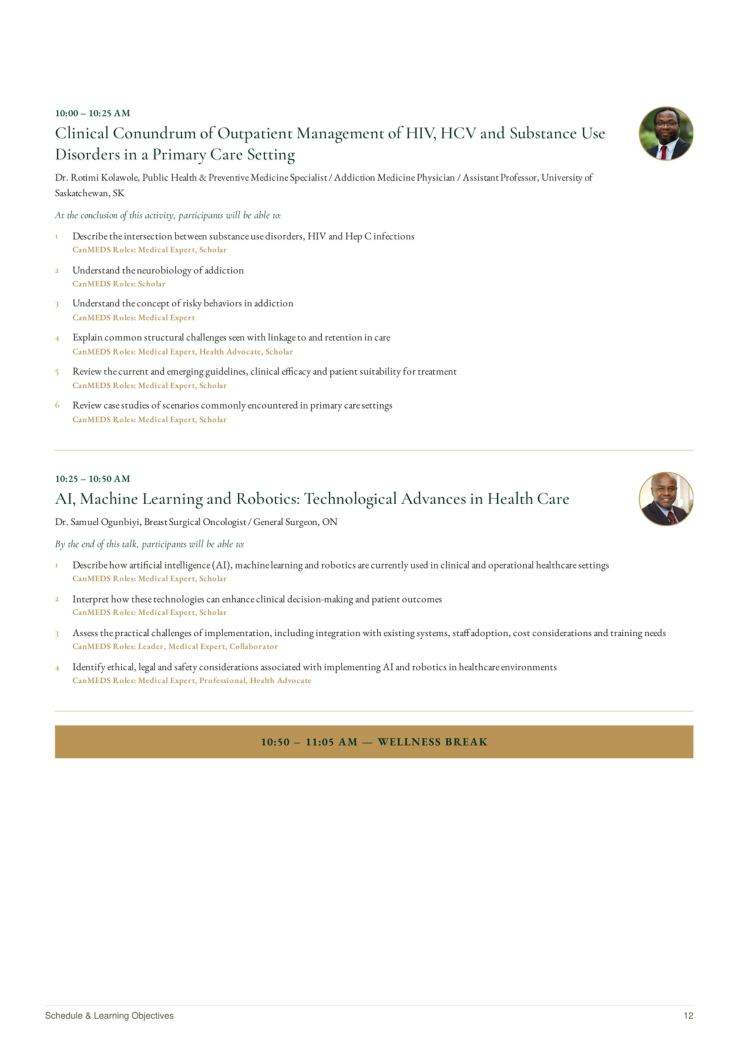 10:00 – 10:25 AM
Clinical Conundrum of Outpatient Management of HIV, HCV and Substance Use
Disorders in a Primary Care Setting
Dr. Rotimi Kolawole, Public Health & Preventive Medicine Specialist / Addiction Medicine Physician / Assistant Professor, University of
Saskatchewan, SK
At the conclusion of this activity, participants will be able to:
1 Describe the intersection between substance use disorders, HIV and Hep C infections
CanMEDS Roles: Medical Expert, Scholar
2 Understand the neurobiology of addiction
CanMEDS Roles: Scholar
3 Understand the concept of risky behaviors in addiction
CanMEDS Roles: Medical Expert
4 Explain common structural challenges seen with linkage to and retention in care
CanMEDS Roles: Medical Expert, Health Advocate, Scholar
5 Review the current and emerging guidelines, clinical efficacy and patient suitability for treatment
CanMEDS Roles: Medical Expert, Scholar
6 Review case studies of scenarios commonly encountered in primary care settings
CanMEDS Roles: Medical Expert, Scholar
10:25 – 10:50 AM
AI, Machine Learning and Robotics: Technological Advances in Health Care
Dr. Samuel Ogunbiyi, Breast Surgical Oncologist / General Surgeon, ON
By the end of this talk, participants will be able to:
1 Describe how artificial intelligence (AI), machine learning and robotics are currently used in clinical and operational healthcare settings
CanMEDS Roles: Medical Expert, Scholar
2 Interpret how these technologies can enhance clinical decision-making and patient outcomes
CanMEDS Roles: Medical Expert, Scholar
3 Assess the practical challenges of implementation, including integration with existing systems, staff adoption, cost considerations and training needs
CanMEDS Roles: Leader, Medical Expert, Collaborator
4 Identify ethical, legal and safety considerations associated with implementing AI and robotics in healthcare environments
CanMEDS Roles: Medical Expert, Professional, Health Advocate
10:50 – 11:05 AM — WELLNESS BREAK
Schedule & Learning Objectives 12